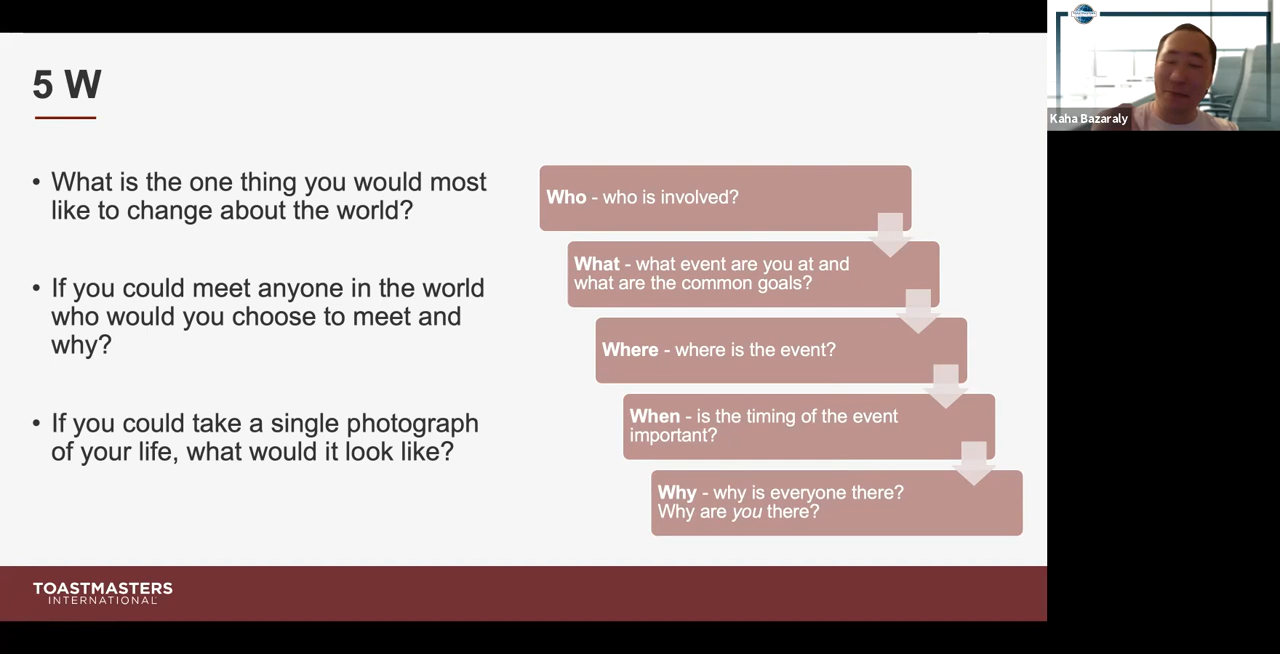 5 W
• What is the one thing you would most
like to change about the world?
• If you could meet anyone in the world
who would you choose to meet and
why?
• If you could take a single photograph
of your life, what would it look like?
Who - who is involved?
What - what event are you at and
what are the common goals?
Where - where is the event?
When - is the timing of the event
important?
Why - why is everyone there?
Why are you there?
TOASTMASTERS
INTERNATIONAL
Kaha Bazaraly